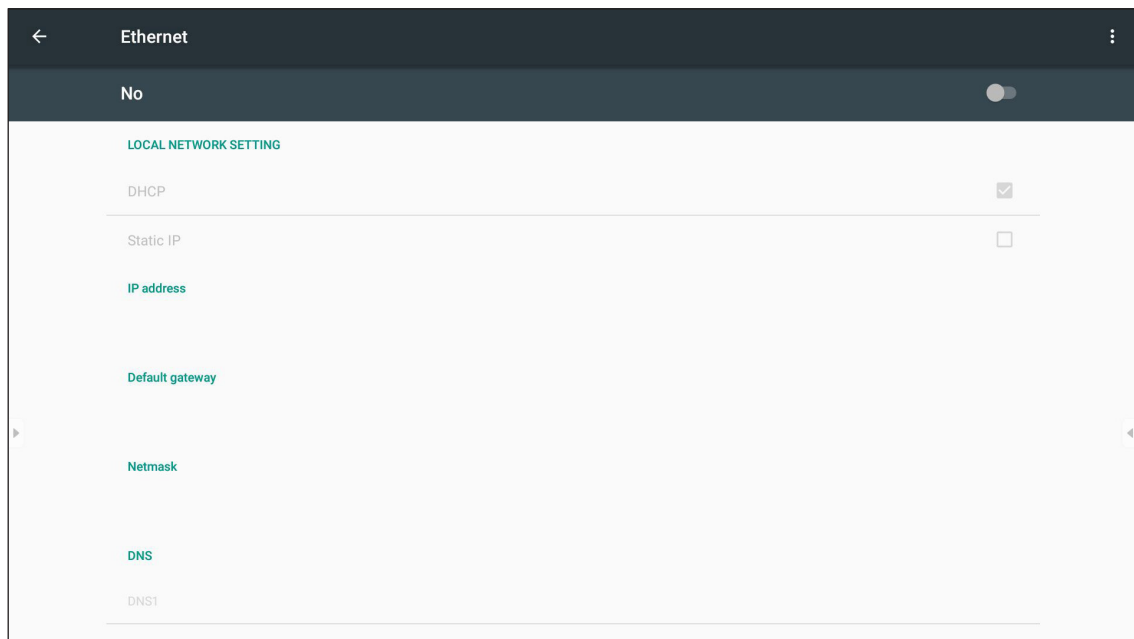 Ethernet
No
LOCAL NETWORK SETTING
DHCP
Static IP
IP address
Default gateway
Netmask
DNS
DNS1